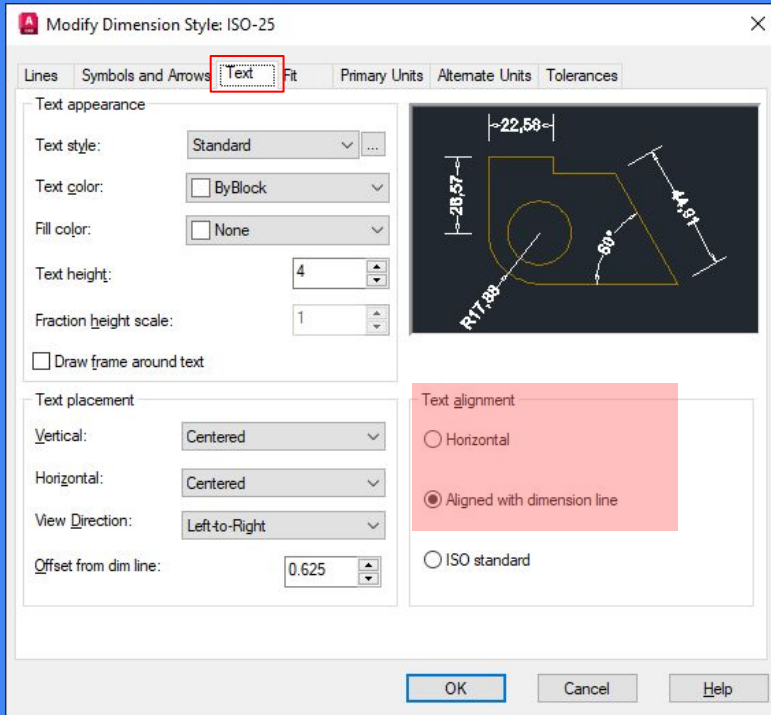 Modify Dimension Style: ISO-25
Lines Symbols and Arrows Text Fit Primary Units Alternate Units Tolerances
Text appearance
Text style: Standard ...
Text color: ByBlock
Fill color: None
Text height: 4
Fraction height scale: 1
Draw frame around text
22,58
28,57
44,91
60°
R17,88
Text placement
Vertical: Centered
Horizontal: Centered
View Direction: Left-to-Right
Offset from dim line: 0.625
Text alignment
Horizontal
Aligned with dimension line
ISO standard
OK Cancel Help